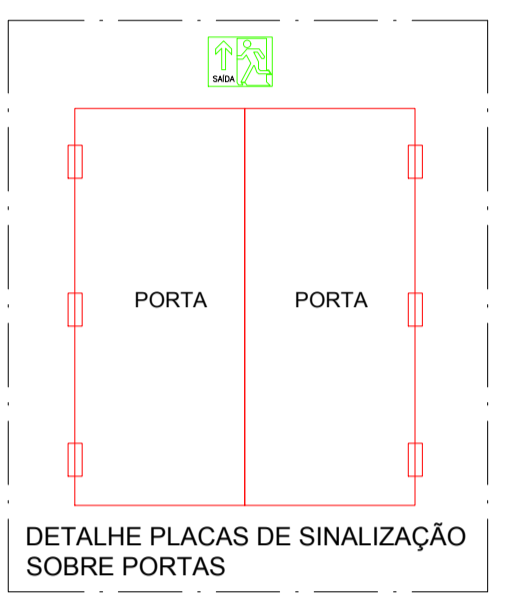 SAÍDA
PORTA PORTA
DETALHE PLACAS DE SINALIZAÇÃO
SOBRE PORTAS